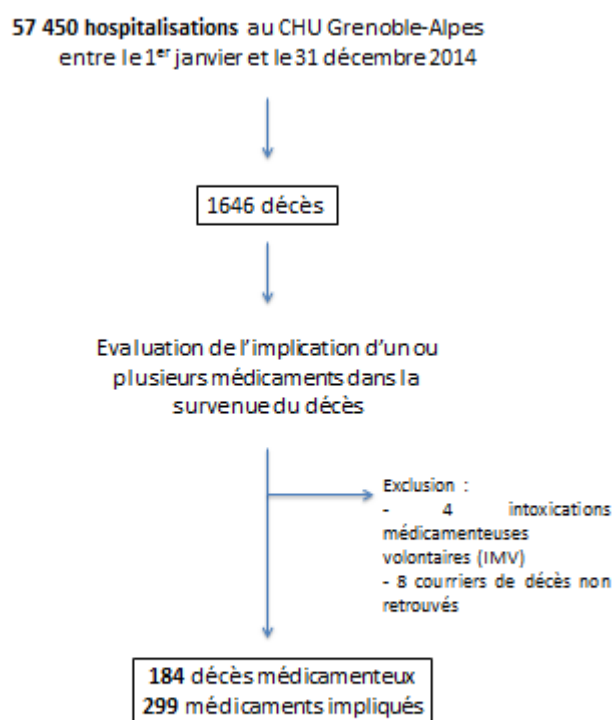 57 450 hospitalisations au CHU Grenoble-Alpes
entre le 1er janvier et le 31 décembre 2014
1646 décès
Evaluation de l'implication d'un ou
plusieurs médicaments dans la
survenue du décès
Exclusion :
- 4 intoxications
médicamenteuses
volontaires (IMV)
- 8 courriers de décès non
retrouvés
184 décès médicamenteux
299 médicaments impliqués